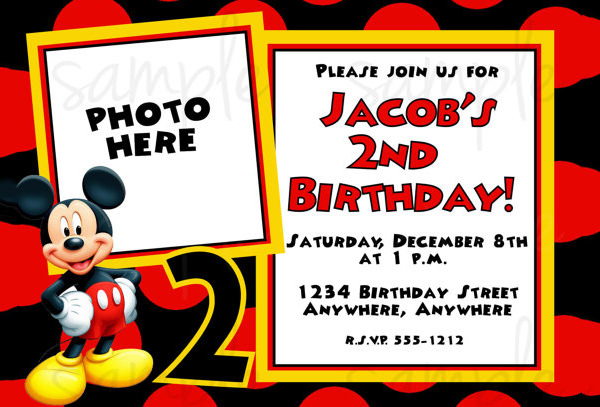 sample
PHOTO
HERE
2
PLEASE JOIN US FOR
JACOB'S
2ND
BIRTHDAY!
SATURDAY, DECEMBER 8TH
AT 1 P.M.
1234 BIRTHDAY STREET
ANYWHERE, ANYWHERE
R.S.V.P. 555-1212